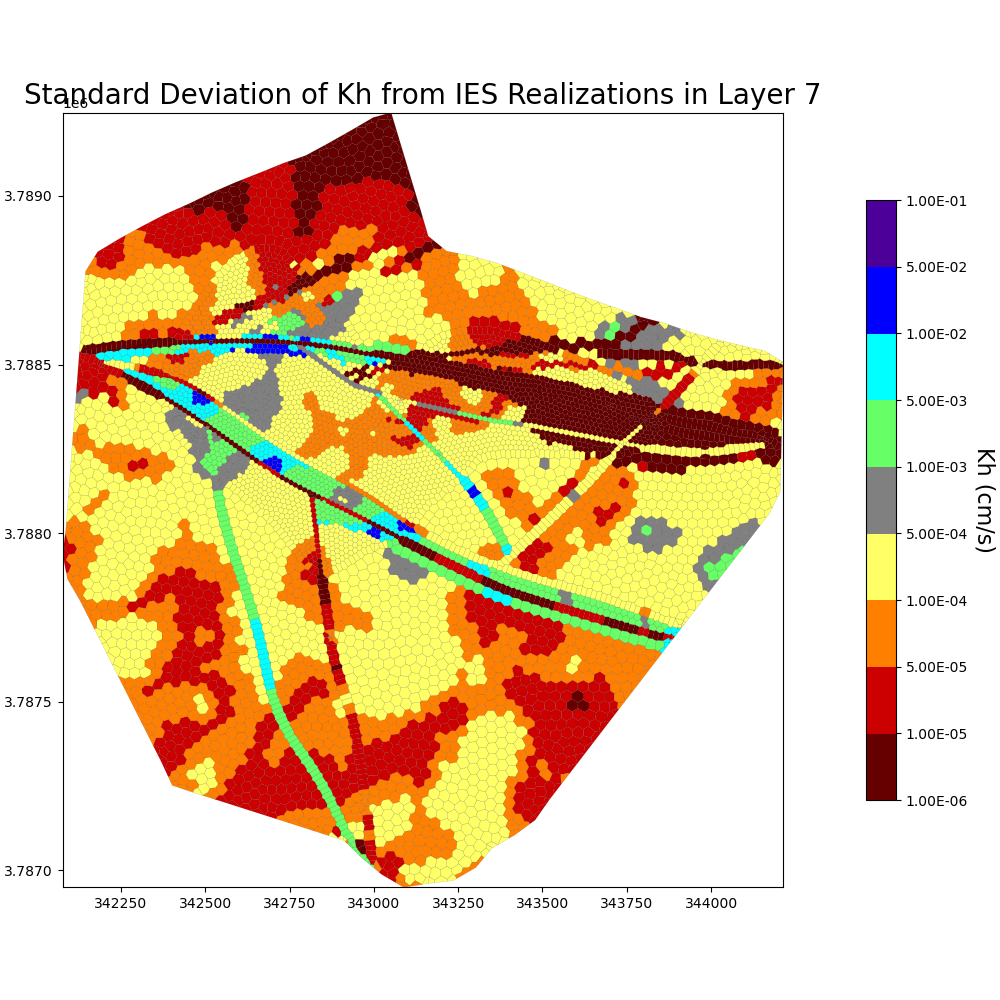 Standard Deviation of Kh from IES Realizations in Layer 7
1e6
3.7890
3.7885
3.7880
3.7875
3.7870
342250 342500 342750 343000 343250 343500 343750 344000
1.00E-01
5.00E-02
1.00E-02
5.00E-03
1.00E-03
5.00E-04
1.00E-04
5.00E-05
1.00E-05
1.00E-06
Kh (cm/s)